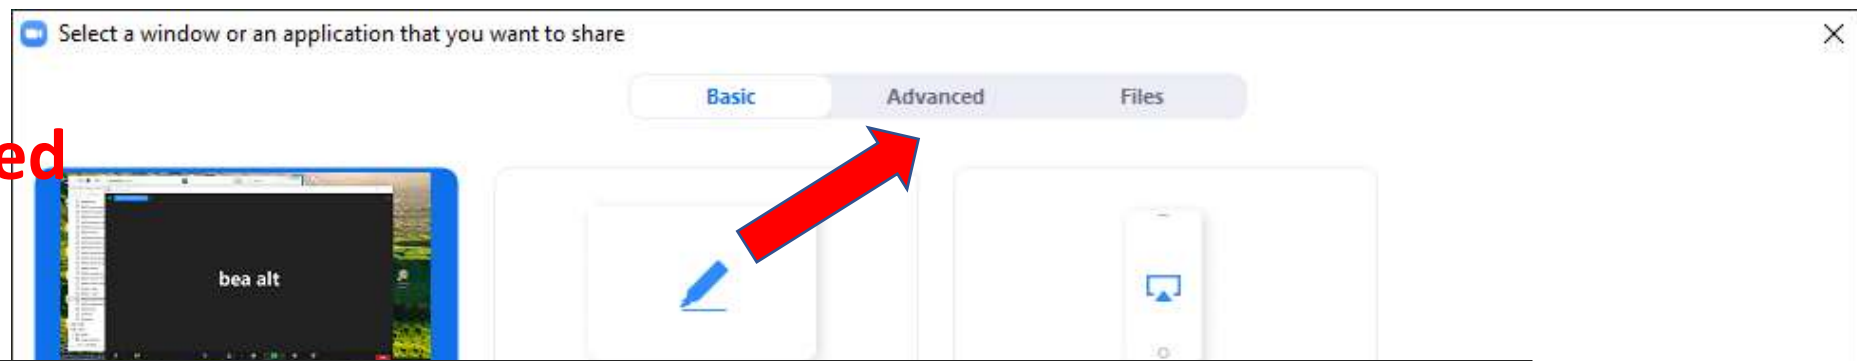 Select a window or an application that you want to share
Basic Advanced Files
ed
bea alt